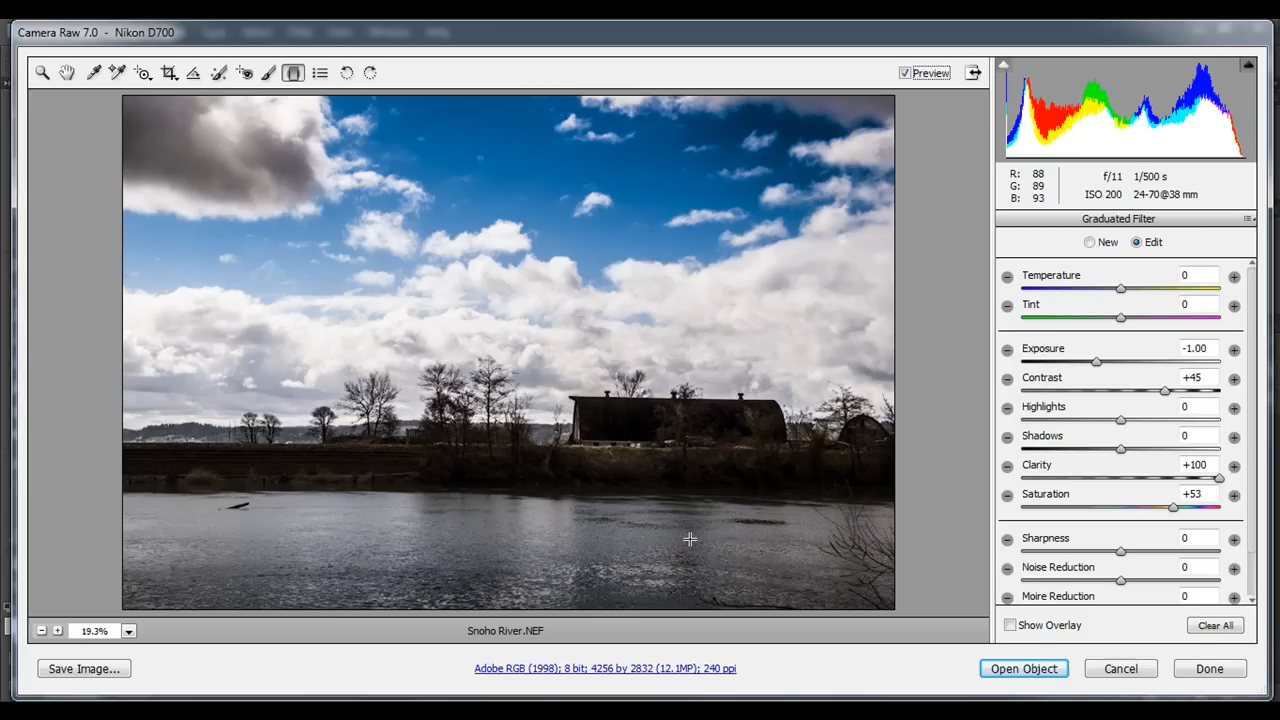 Camera Raw 7.0 - Nikon D700
Preview
R: 88
G: 89
B: 93
f/11 1/500 s
ISO 200 24-70@38 mm
Graduated Filter
New Edit
Temperature 0
Tint 0
Exposure -1.00
Contrast +45
Highlights 0
Shadows 0
Clarity +100
Saturation +53
Sharpness 0
Noise Reduction 0
Moire Reduction 0
Show Overlay Clear All
19.3% Snoho River.NEF
Save Image... Adobe RGB (1998); 8 bit; 4256 by 2832 (12.1MP); 240 ppi Open Object Cancel Done